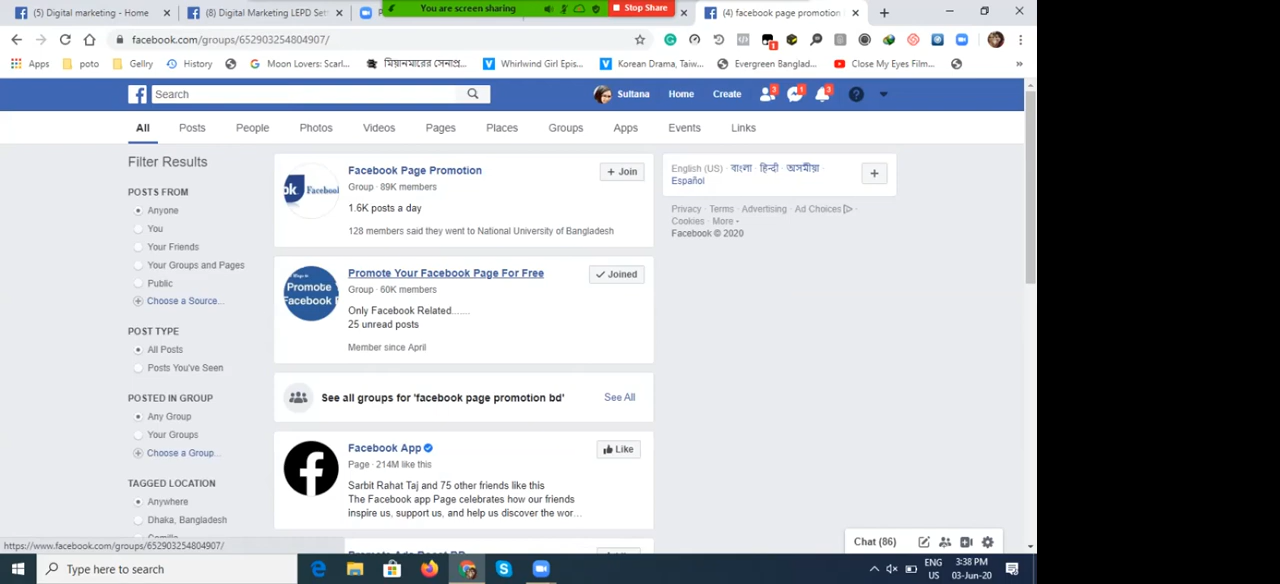 (5) Digital marketing - Home
(8) Digital Marketing LEPD Set
You are screen sharing
Stop Share
(4) facebook page promotion
facebook.com/groups/652903254804907/
Apps
poto
Gellry
History
Moon Lovers: Scarl...
মিয়ানমারের সেনাপ্র...
Whirlwind Girl Epis...
Korean Drama, Taiw...
Evergreen Banglad...
Close My Eyes Film...
»
Search
Sultana
Home
Create
3
1
3
All
Posts
People
Photos
Videos
Pages
Places
Groups
Apps
Events
Links
Filter Results
POSTS FROM
Anyone
You
Your Friends
Your Groups and Pages
Public
Choose a Source...
POST TYPE
All Posts
Posts You've Seen
POSTED IN GROUP
Any Group
Your Groups
Choose a Group...
TAGGED LOCATION
Anywhere
Dhaka, Bangladesh
Facebook Page Promotion
Group · 89K members
1.6K posts a day
128 members said they went to National University of Bangladesh
+ Join
Promote Your Facebook Page For Free
Group · 60K members
Only Facebook Related......
25 unread posts
Member since April
Joined
See all groups for 'facebook page promotion bd'
See All
Facebook App
Page · 214M like this
Sarbit Rahat Taj and 75 other friends like this
The Facebook app Page celebrates how our friends
inspire us, support us, and help us discover the wor...
Like
Promote Ads Boost BD
English (US) · বাংলা · हिन्दी · অসমীয়া ·
Español
Privacy · Terms · Advertising · Ad Choices ·
Cookies · More
Facebook © 2020
Chat (86)
https://www.facebook.com/groups/652903254804907/
Type here to search
ENG
US
3:38 PM
03-Jun-20